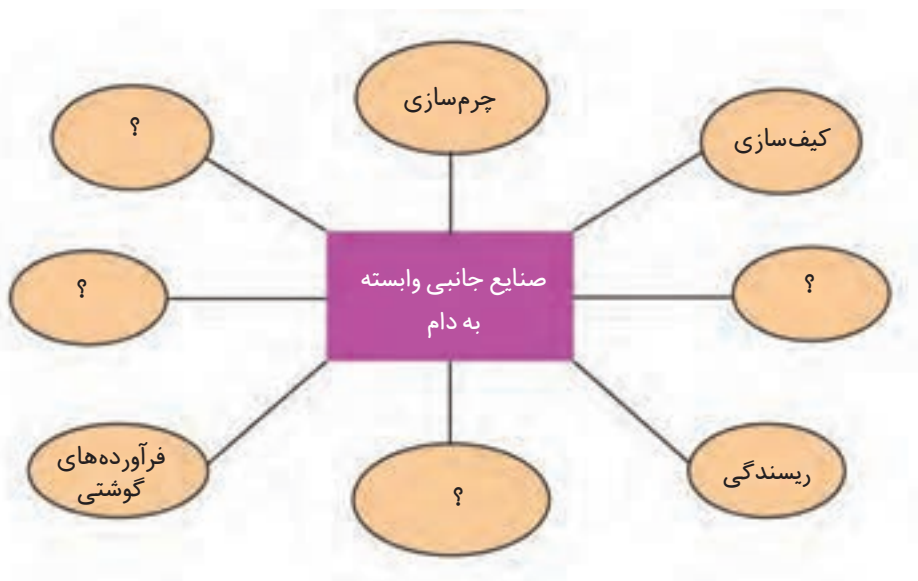 چرم‌سازی
کیف‌سازی
؟
؟
صنایع جانبی وابسته
به دام
؟
فرآورده‌های
گوشتی
ریسندگی
؟